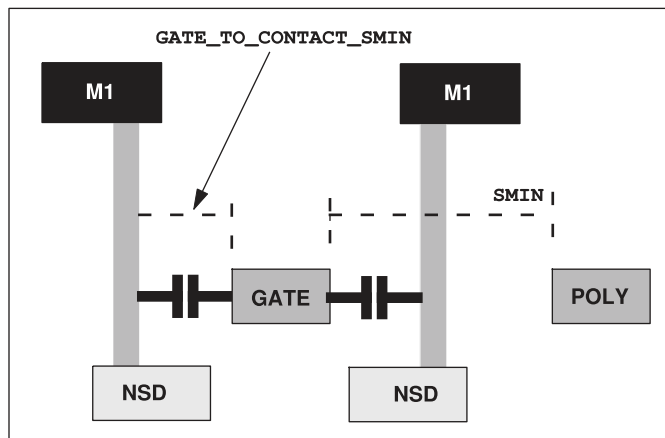 GATE_TO_CONTACT_SMIN
M1
M1
SMIN
GATE
POLY
NSD
NSD